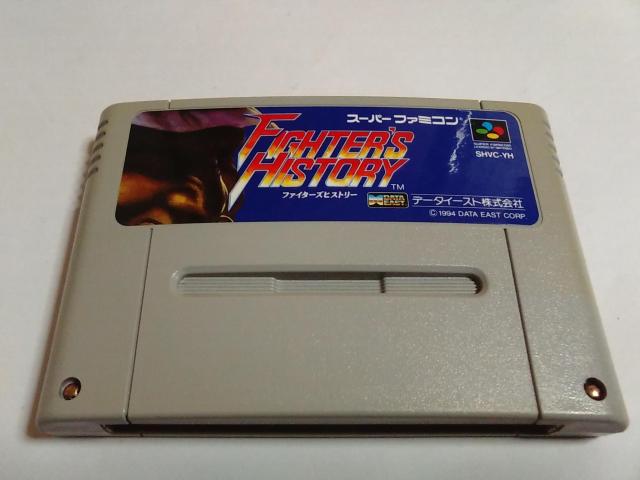 スーパーファミコン
FIGHTER'S
HISTORY
TM
ファイターズヒストリー
SUPER FAMICOM
SHVC-YH
DATA
EAST
データイースト株式会社
© 1994 DATA EAST CORP.